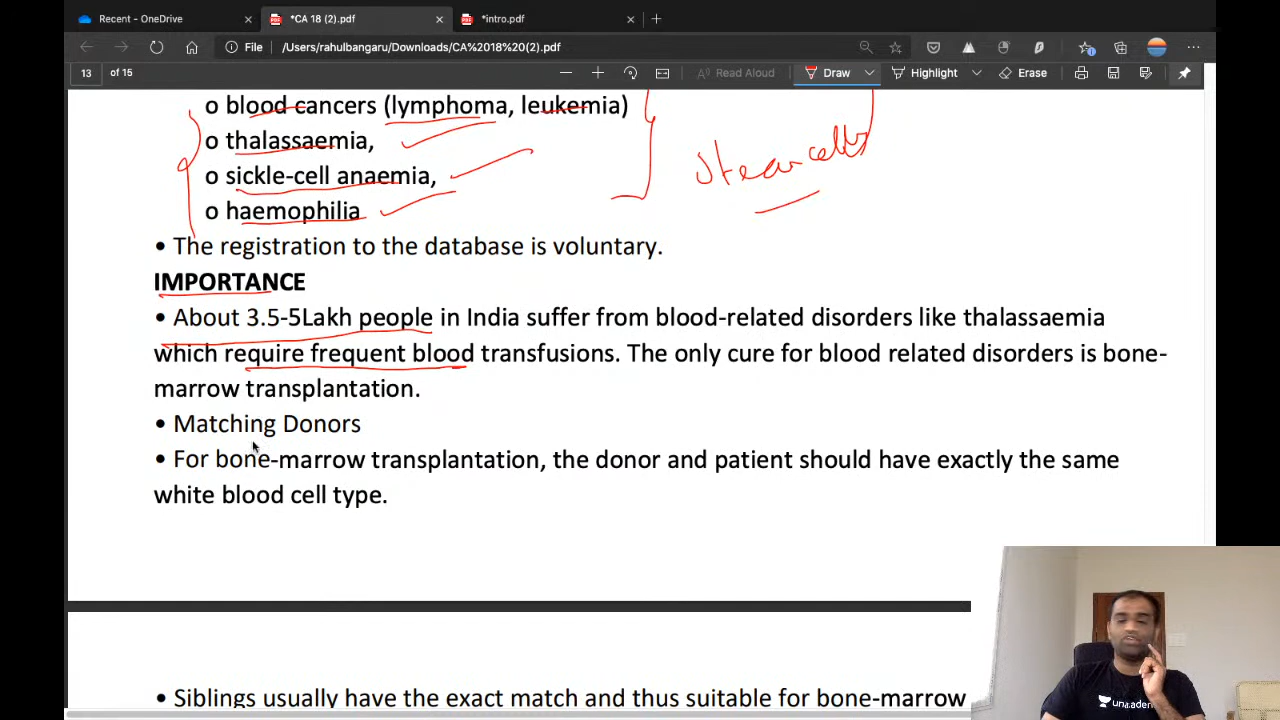 Recent - OneDrive
*CA 18 (2).pdf
*intro.pdf
File /Users/rahulbangaru/Downloads/CA%2018%20(2).pdf
13 of 15 Read Aloud Draw Highlight Erase
o blood cancers (lymphoma, leukemia)
o thalassaemia,
stem cells
o sickle-cell anaemia,
o haemophilia
• The registration to the database is voluntary.
IMPORTANCE
• About 3.5-5Lakh people in India suffer from blood-related disorders like thalassaemia
which require frequent blood transfusions. The only cure for blood related disorders is bone-
marrow transplantation.
• Matching Donors
• For bone-marrow transplantation, the donor and patient should have exactly the same
white blood cell type.
• Siblings usually have the exact match and thus suitable for bone-marrow